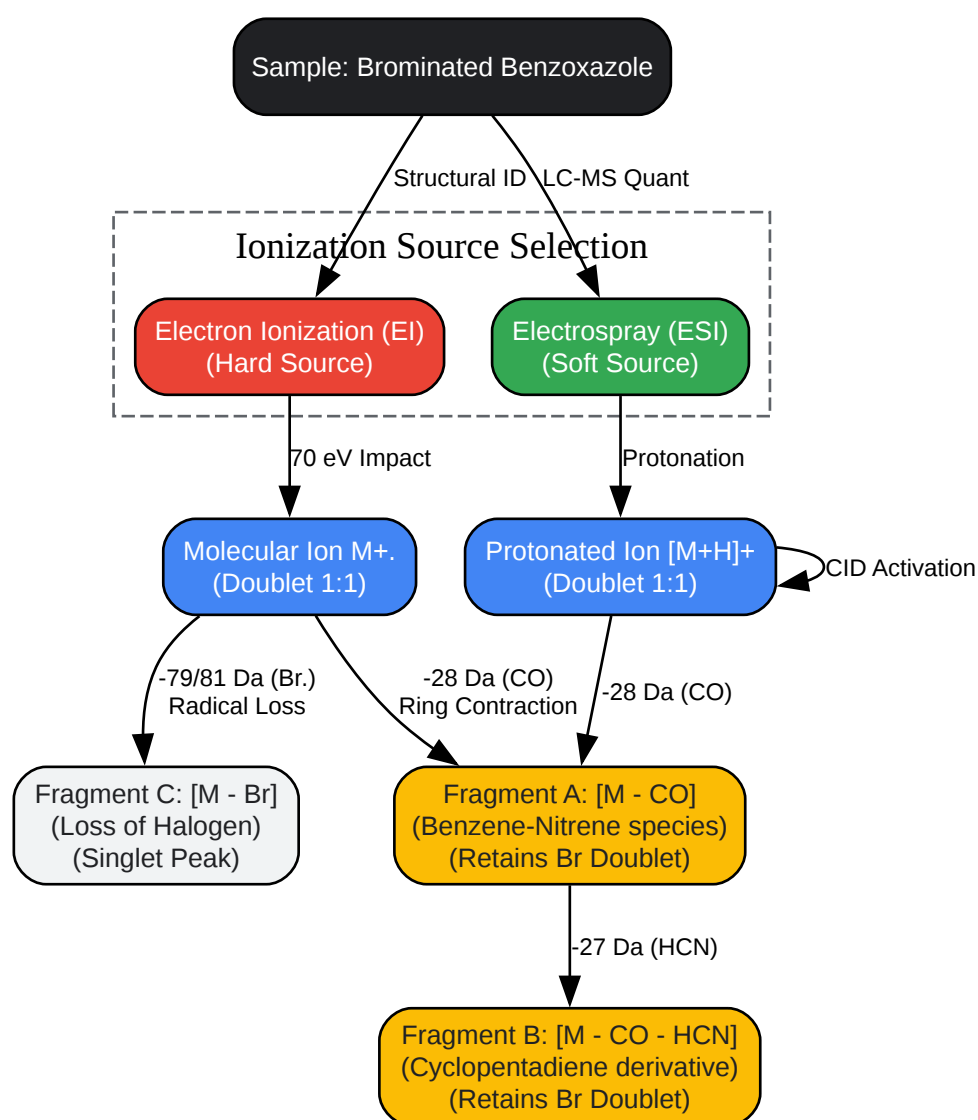 Sample: Brominated Benzoxazole
Structural ID
LC-MS Quant
Ionization Source Selection
Electron Ionization (EI)
(Hard Source)
Electrospray (ESI)
(Soft Source)
70 eV Impact
Protonation
Molecular Ion M+.
(Doublet 1:1)
Protonated Ion [M+H]+
(Doublet 1:1)
CID Activation
-79/81 Da (Br.)
Radical Loss
-28 Da (CO)
Ring Contraction
-28 Da (CO)
Fragment C: [M - Br]
(Loss of Halogen)
(Singlet Peak)
Fragment A: [M - CO]
(Benzene-Nitrene species)
(Retains Br Doublet)
-27 Da (HCN)
Fragment B: [M - CO - HCN]
(Cyclopentadiene derivative)
(Retains Br Doublet)